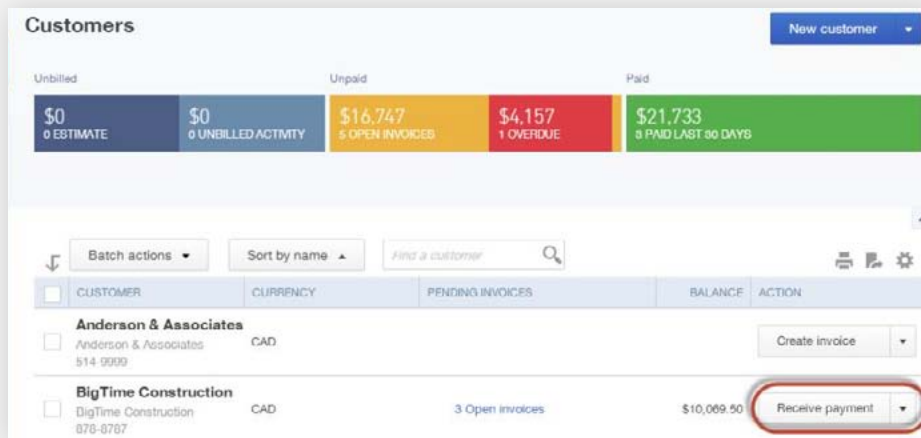 Customers
New customer
Unbilled Unpaid Paid
$0 $0 $16,747 $4,157 $21,733
0 ESTIMATE 0 UNBILLED ACTIVITY 5 OPEN INVOICES 1 OVERDUE 3 PAID LAST 30 DAYS
Batch actions Sort by name Find a customer
CUSTOMER CURRENCY PENDING INVOICES BALANCE ACTION
Anderson & Associates
Anderson & Associates CAD Create invoice
514-9999
BigTime Construction
BigTime Construction CAD 3 Open invoices $10,069.50 Receive payment
878-8787